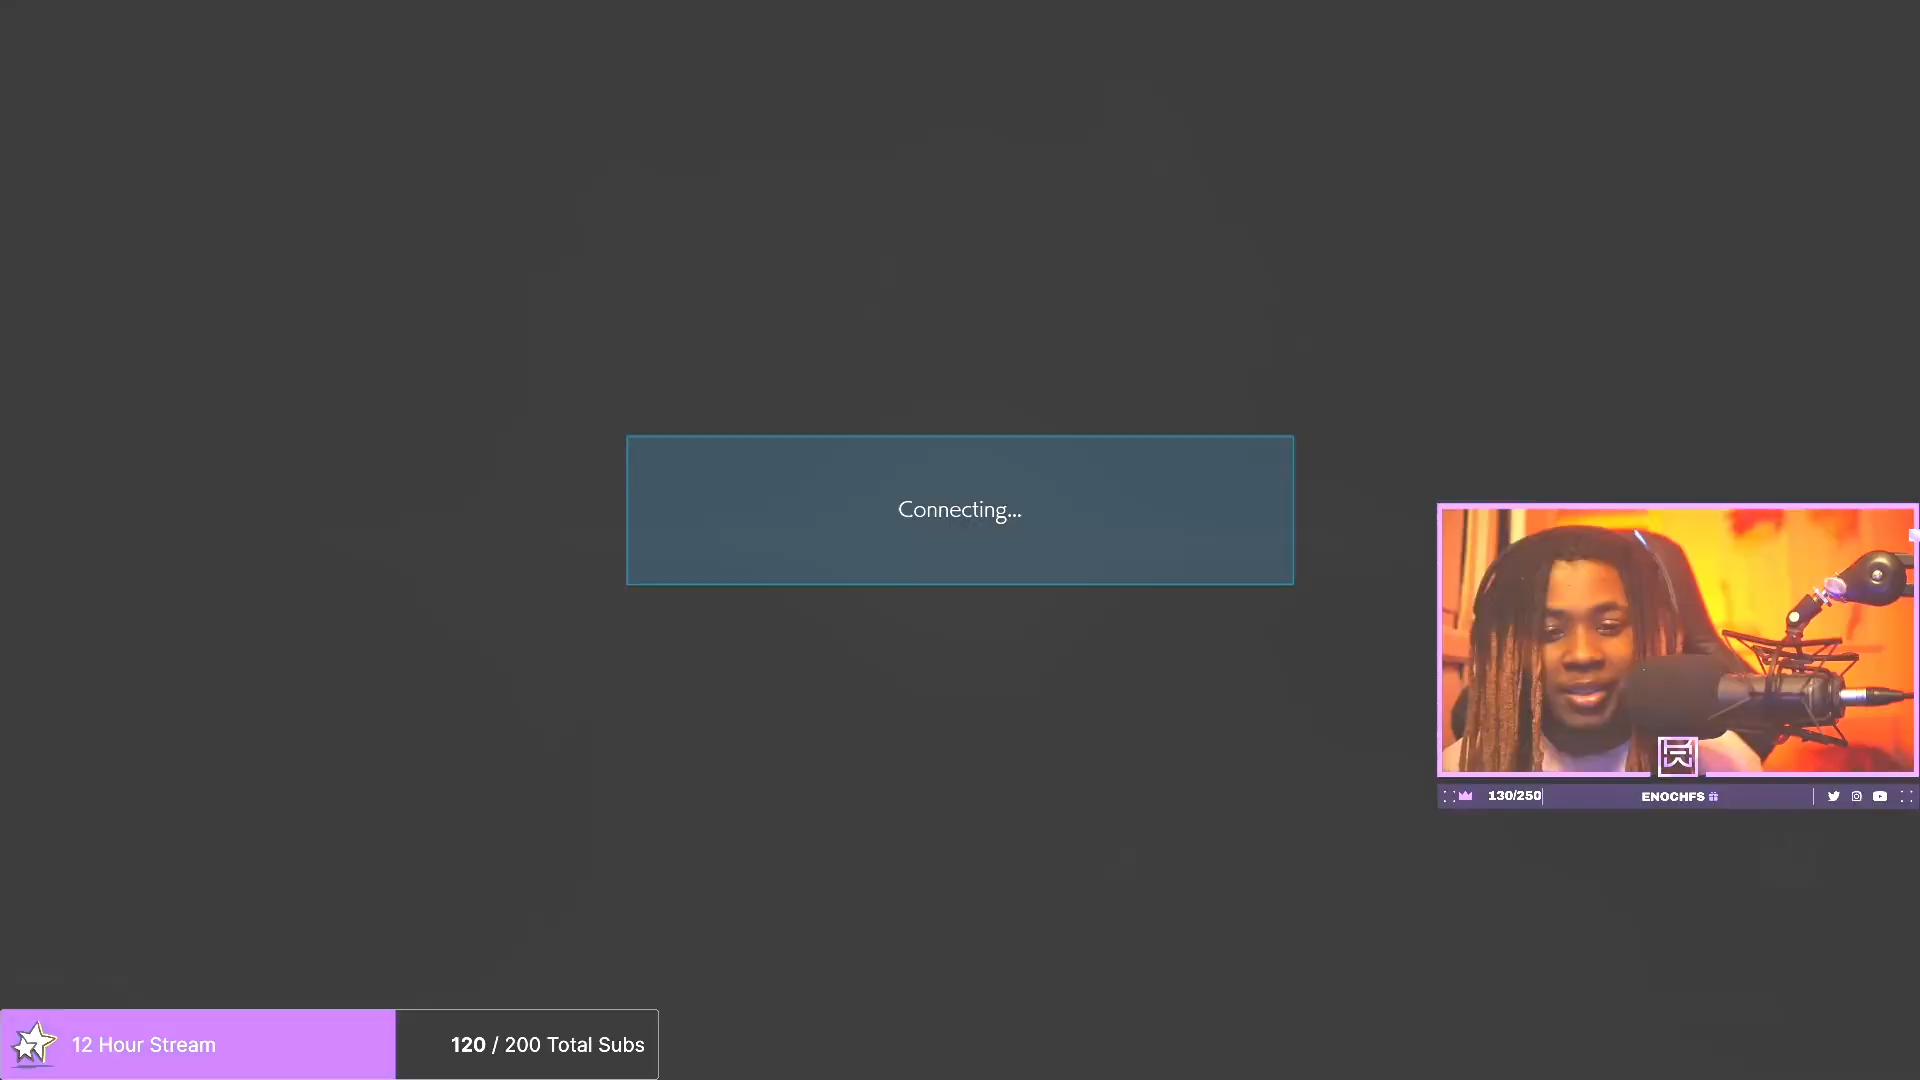 Connecting...
130/250
ENOCHFS
12 Hour Stream
120 / 200 Total Subs